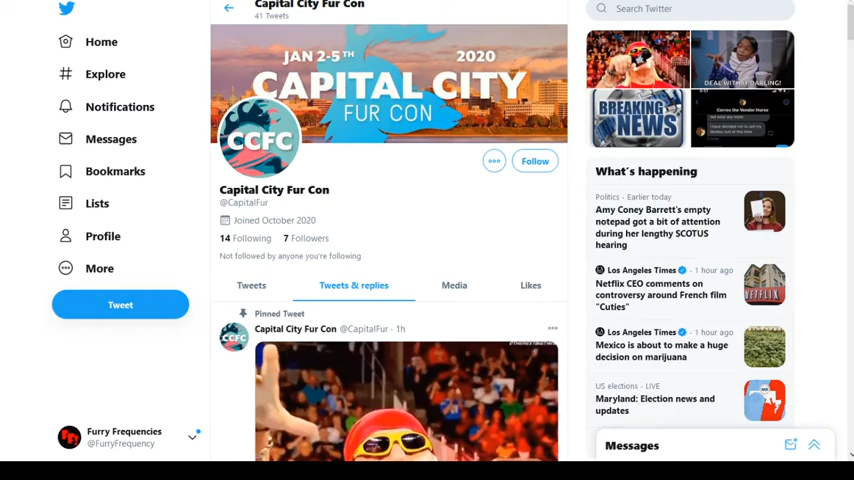 Home
Explore
Notifications
Messages
Bookmarks
Lists
Profile
More
Tweet
Furry Frequencies
@FurryFrequency
Capital City Fur Con
41 Tweets
JAN 2-5TH 2020
CAPITAL CITY
FUR CON
CCFC
Follow
Capital City Fur Con
@CapitalFur
Joined October 2020
14 Following 7 Followers
Not followed by anyone you're following
Tweets Tweets & replies Media Likes
Pinned Tweet
Capital City Fur Con @CapitalFur · 1h
CCFC
Search Twitter
DEAL WITH IT DARLING!
BREAKING
NEWS
Cerros the Vendor Horse
What's happening
Politics · Earlier today
Amy Coney Barrett's empty
notepad got a bit of attention
during her lengthy SCOTUS
hearing
Los Angeles Times · 1 hour ago
Netflix CEO comments on
controversy around French film
"Cuties"
NETFLIX
Los Angeles Times · 1 hour ago
Mexico is about to make a huge
decision on marijuana
US elections · LIVE
Maryland: Election news and
updates
Messages